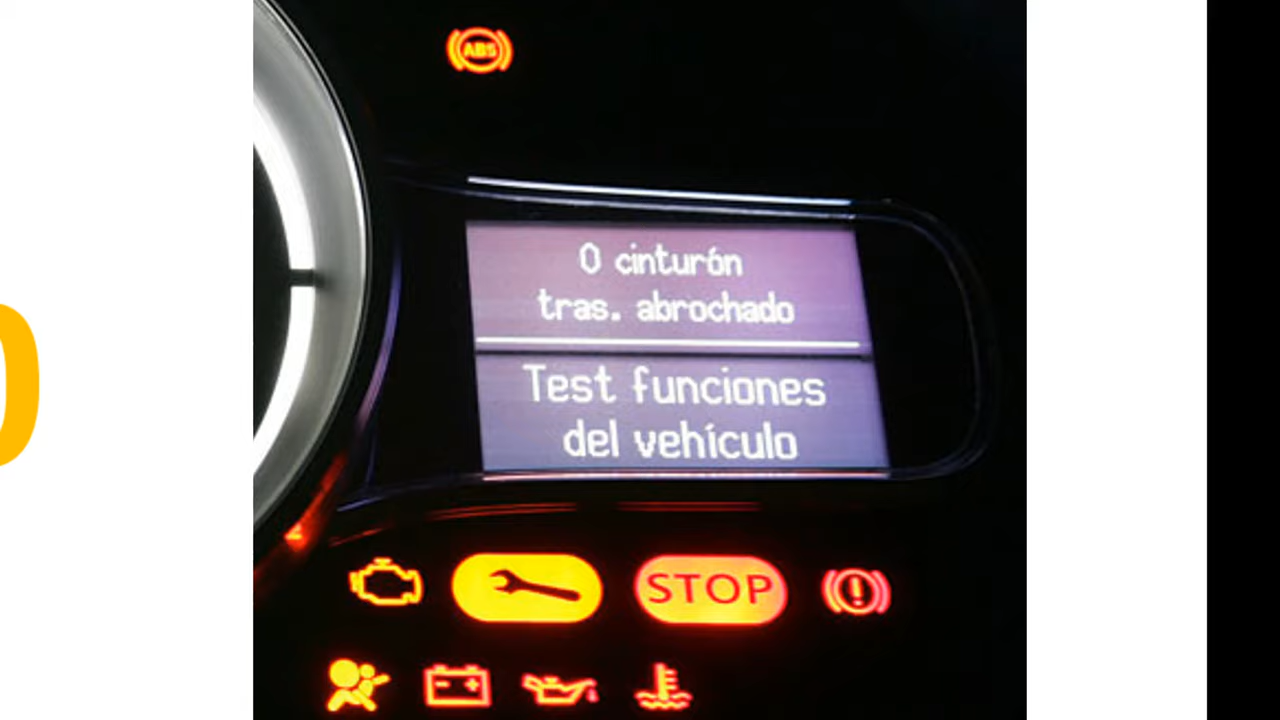 ABS
0 cinturón
tras. abrochado
Test funciones
del vehículo
STOP